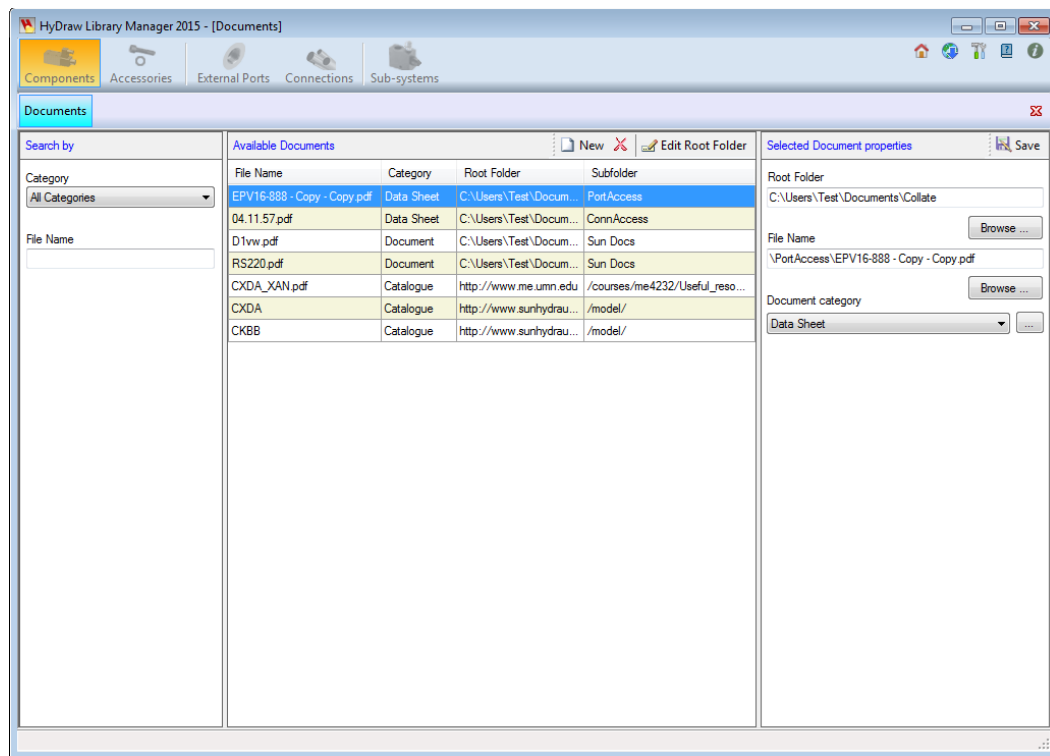 HyDraw Library Manager 2015 - [Documents]
Components Accessories External Ports Connections Sub-systems
Documents
Search by
Category
All Categories
File Name
Available Documents New Edit Root Folder
File Name Category Root Folder Subfolder
EPV16-888 - Copy - Copy.pdf Data Sheet C:\Users\Test\Docum... PortAccess
04.11.57.pdf Data Sheet C:\Users\Test\Docum... ConnAccess
D1vw.pdf Document C:\Users\Test\Docum... Sun Docs
RS220.pdf Document C:\Users\Test\Docum... Sun Docs
CXDA_XAN.pdf Catalogue http://www.me.umn.edu /courses/me4232/Useful_reso...
CXDA Catalogue http://www.sunhydrau... /model/
CKBB Catalogue http://www.sunhydrau... /model/
Selected Document properties Save
Root Folder
C:\Users\Test\Documents\Collate
Browse ...
File Name
\PortAccess\EPV16-888 - Copy - Copy.pdf
Browse ...
Document category
Data Sheet ...